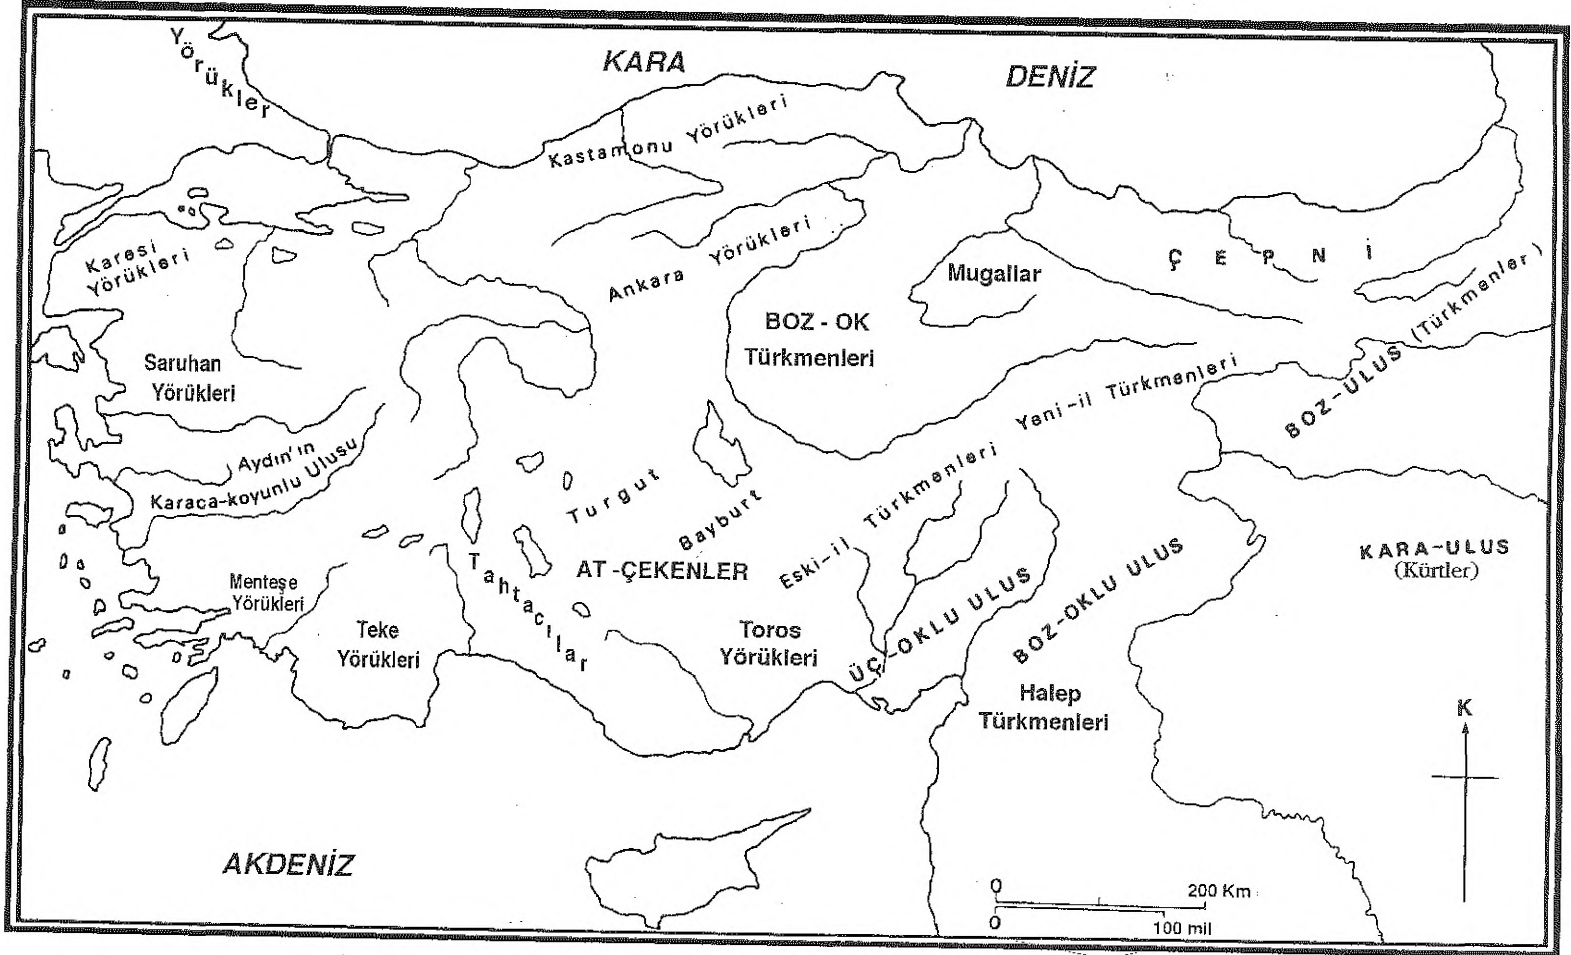 Yörükler
KARA
DENİZ
Kastamonu Yörükleri
Karesi
Yörükleri
Ankara Yörükleri
Mugallar
ÇEPNİ
BOZ - OK
Türkmenleri
BOZ-ULUS (Türkmenler)
Saruhan
Yörükleri
Yeni-il Türkmenleri
Aydın'ın
Karaca-koyunlu Ulusu
Turgut
Bayburt
Eski-il Türkmenleri
KARA-ULUS
(Kürtler)
Tahtacılar
AT-ÇEKENLER
Menteşe
Yörükleri
Teke
Yörükleri
Toros
Yörükleri
ÜÇ-OKLU ULUS
BOZ-OKLU ULUS
Halep
Türkmenleri
K
AKDENİZ
0 200 Km
0 100 mil